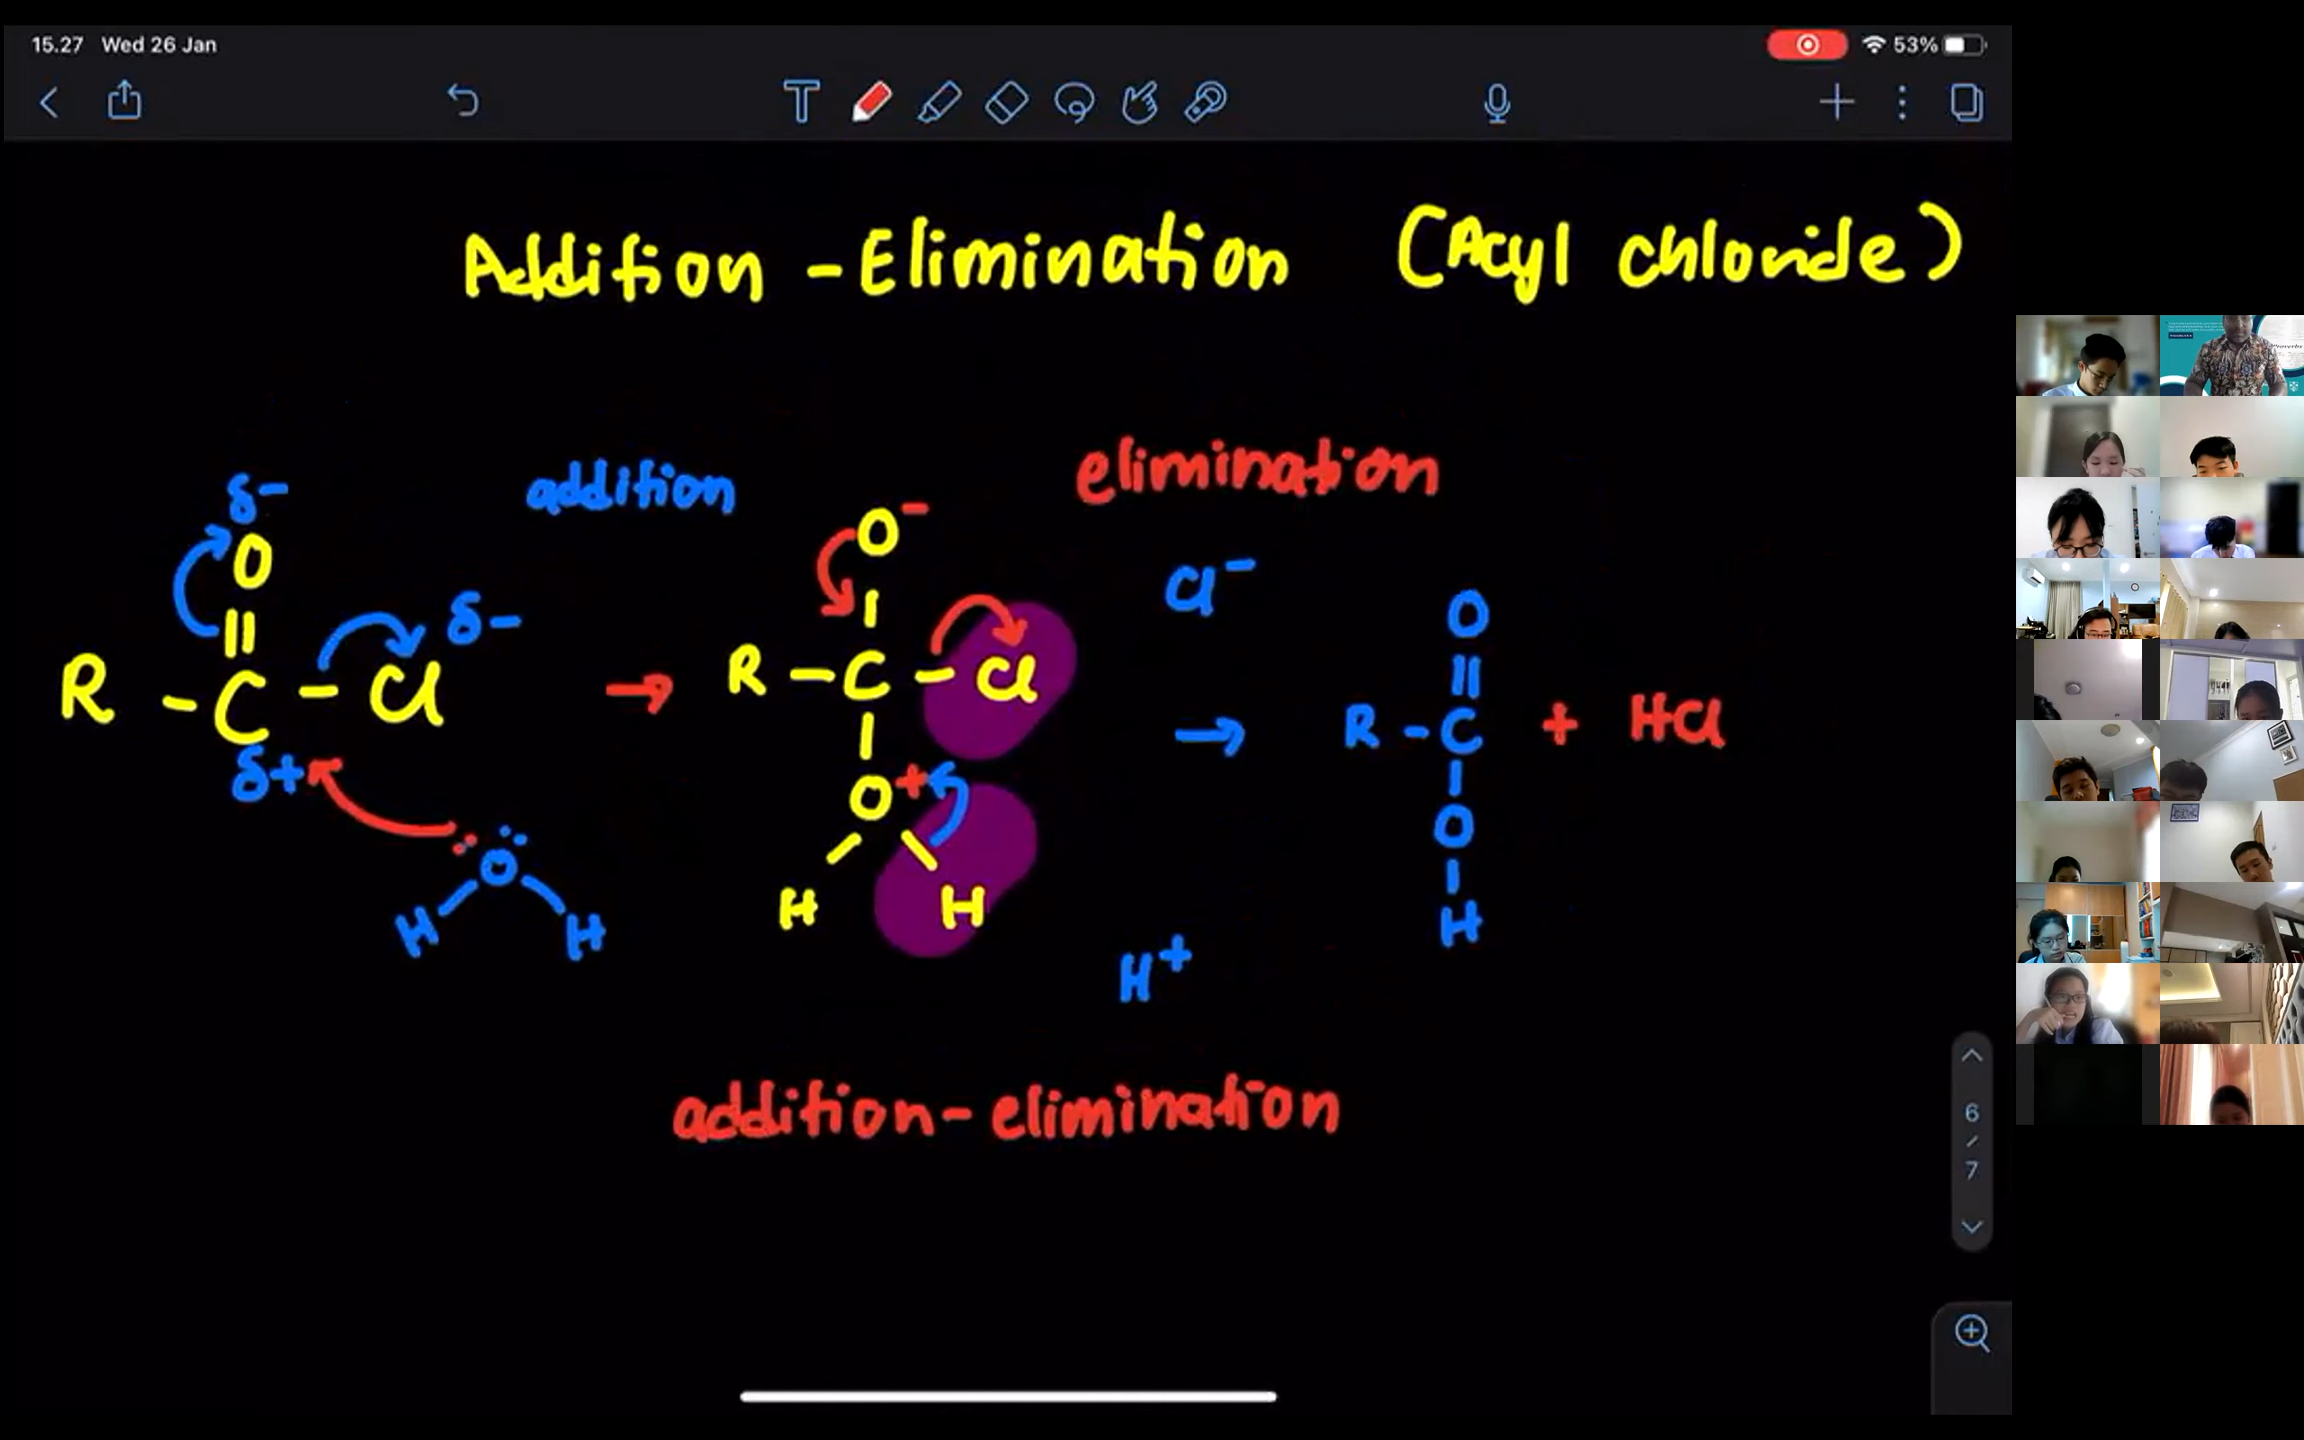 15.27 Wed 26 Jan
53%
T
Addition - Elimination (Acyl chloride)
addition
elimination
δ-
O
||
R - C - Cl δ-
δ+
H - O - H
→
O-
|
R - C - Cl
|
O+
H H
Cl-
H+
→
O
||
R - C + HCl
|
O
|
H
addition - elimination
6
/
7